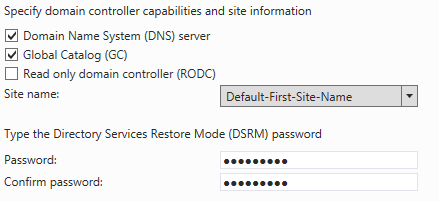 Specify domain controller capabilities and site information
Domain Name System (DNS) server
Global Catalog (GC)
Read only domain controller (RODC)
Site name: Default-First-Site-Name
Type the Directory Services Restore Mode (DSRM) password
Password: ●●●●●●●●●
Confirm password: ●●●●●●●●●